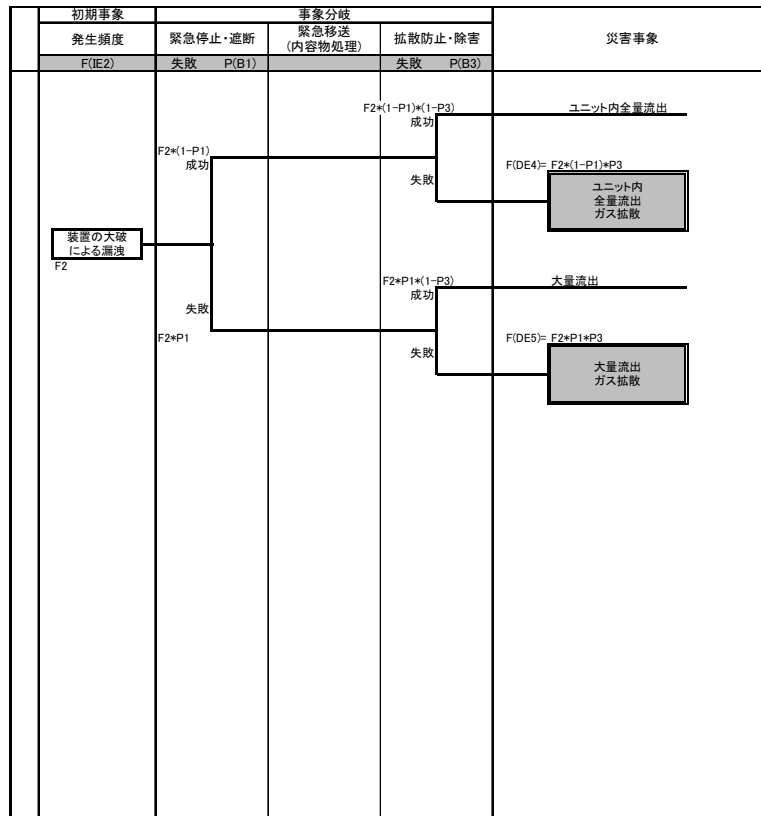 初期事象
事象分岐
発生頻度
緊急停止・遮断
緊急移送
(内容物処理)
拡散防止・除害
災害事象
F(IE2)
失敗 P(B1)
失敗 P(B3)
F2*(1-P1)*(1-P3)
成功
ユニット内全量流出
F2*(1-P1)
成功
失敗
F(DE4)= F2*(1-P1)*P3
ユニット内
全量流出
ガス拡散
装置の大破
による漏洩
F2
F2*P1*(1-P3)
成功
大量流出
失敗
F2*P1
失敗
F(DE5)= F2*P1*P3
大量流出
ガス拡散